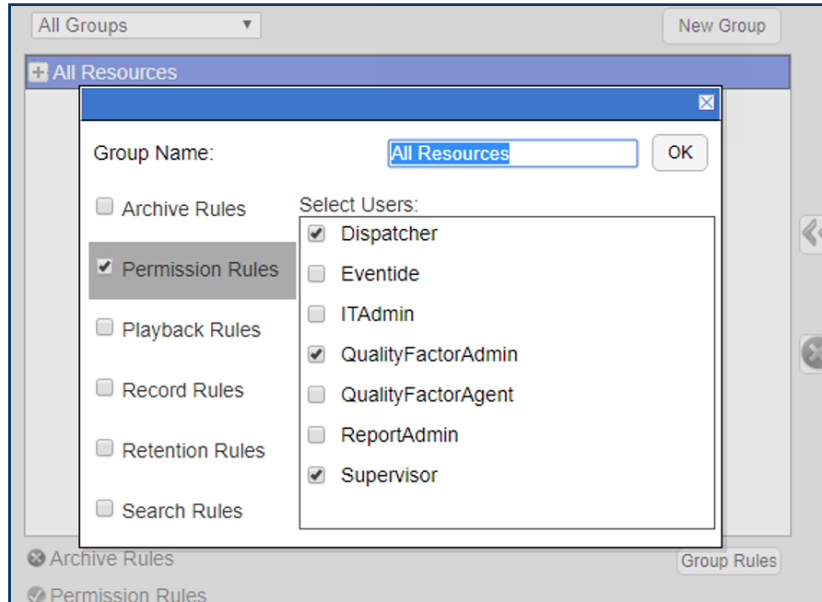 All Groups
New Group
All Resources
Group Name:
All Resources
OK
Archive Rules
Select Users:
Dispatcher
Permission Rules
Eventide
ITAdmin
Playback Rules
QualityFactorAdmin
Record Rules
QualityFactorAgent
ReportAdmin
Retention Rules
Supervisor
Search Rules
Archive Rules
Group Rules
Permission Rules